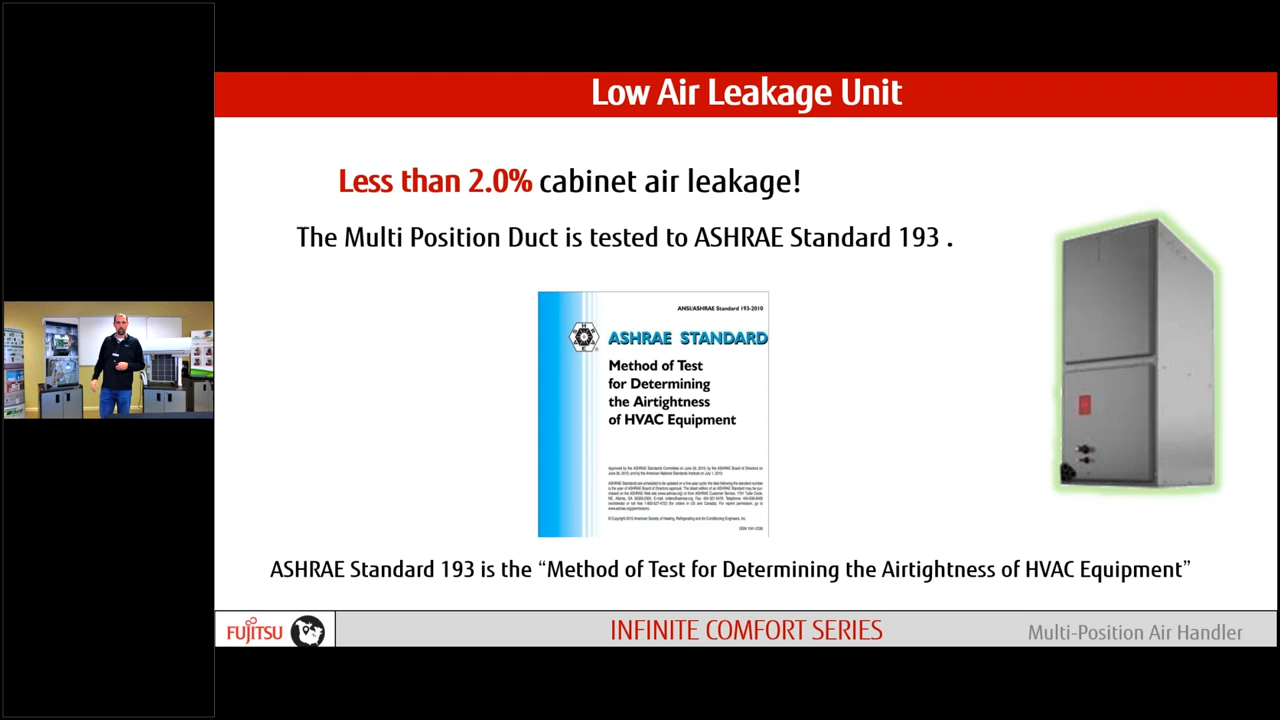 Low Air Leakage Unit
Less than 2.0% cabinet air leakage!
The Multi Position Duct is tested to ASHRAE Standard 193 .
ANSI/ASHRAE Standard 193-2010
ASHRAE STANDARD
Method of Test
for Determining
the Airtightness
of HVAC Equipment
ASHRAE Standard 193 is the “Method of Test for Determining the Airtightness of HVAC Equipment”
FUJITSU
INFINITE COMFORT SERIES
Multi-Position Air Handler